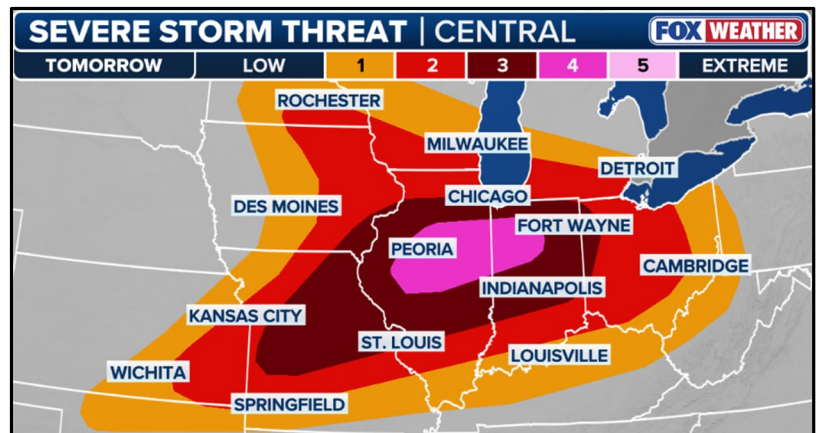 SEVERE STORM THREAT | CENTRAL
FOX WEATHER
TOMORROW LOW 1 2 3 4 5 EXTREME
ROCHESTER
MILWAUKEE
DETROIT
CHICAGO
DES MOINES
FORT WAYNE
PEORIA
CAMBRIDGE
INDIANAPOLIS
KANSAS CITY
ST. LOUIS
LOUISVILLE
WICHITA
SPRINGFIELD